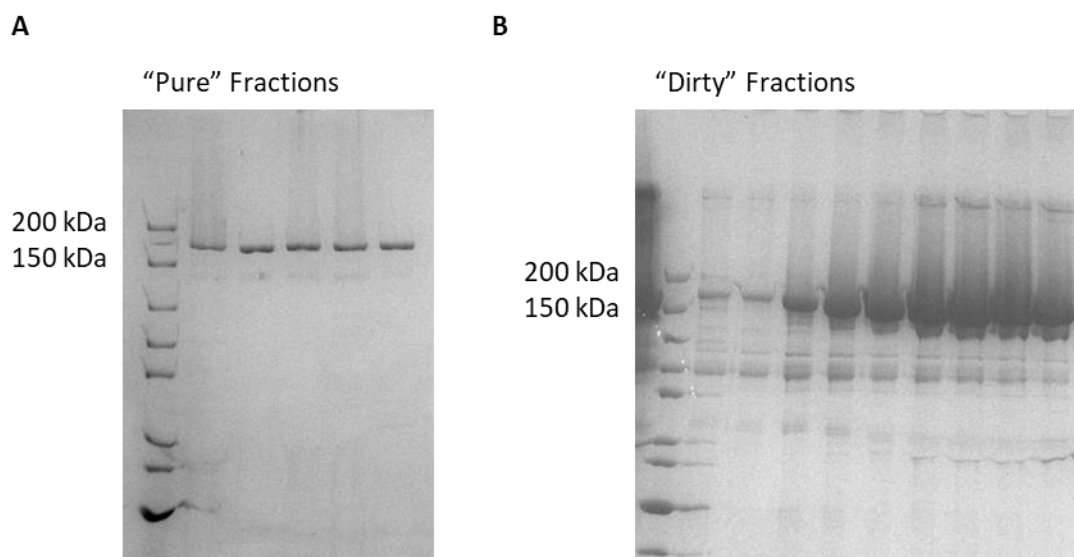 A
"Pure" Fractions
200 kDa
150 kDa
B
"Dirty" Fractions
200 kDa
150 kDa